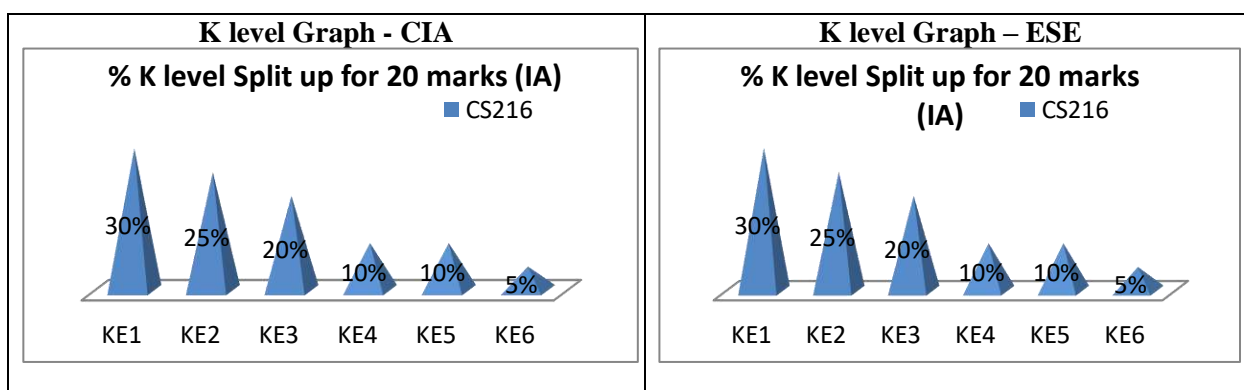 K level Graph - CIA
% K level Split up for 20 marks (IA)
CS216
30%
25%
20%
10%
10%
5%
KE1 KE2 KE3 KE4 KE5 KE6
K level Graph – ESE
% K level Split up for 20 marks
(IA)
CS216
30%
25%
20%
10%
10%
5%
KE1 KE2 KE3 KE4 KE5 KE6